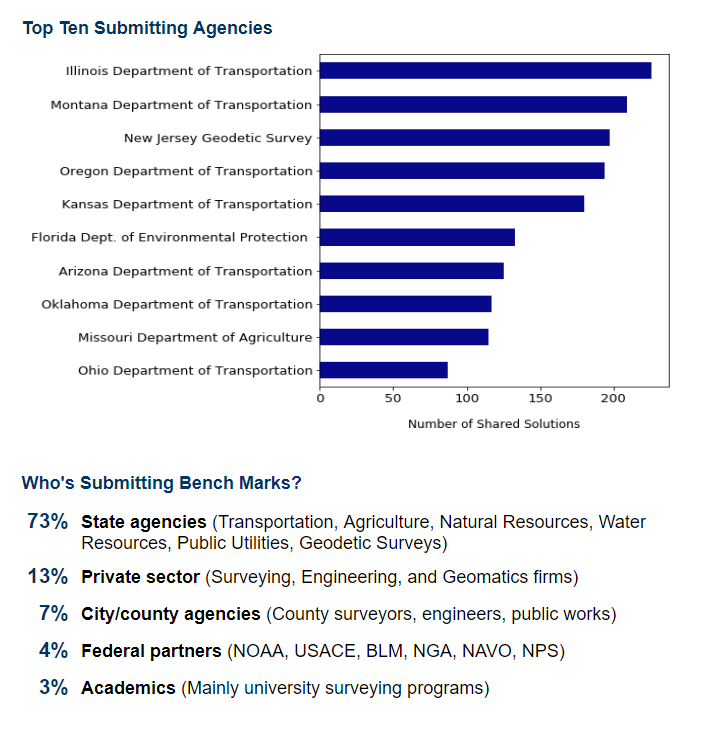 Top Ten Submitting Agencies
Illinois Department of Transportation
Montana Department of Transportation
New Jersey Geodetic Survey
Oregon Department of Transportation
Kansas Department of Transportation
Florida Dept. of Environmental Protection
Arizona Department of Transportation
Oklahoma Department of Transportation
Missouri Department of Agriculture
Ohio Department of Transportation
0 50 100 150 200
Number of Shared Solutions
Who's Submitting Bench Marks?
73% State agencies (Transportation, Agriculture, Natural Resources, Water
Resources, Public Utilities, Geodetic Surveys)
13% Private sector (Surveying, Engineering, and Geomatics firms)
7% City/county agencies (County surveyors, engineers, public works)
4% Federal partners (NOAA, USACE, BLM, NGA, NAVO, NPS)
3% Academics (Mainly university surveying programs)